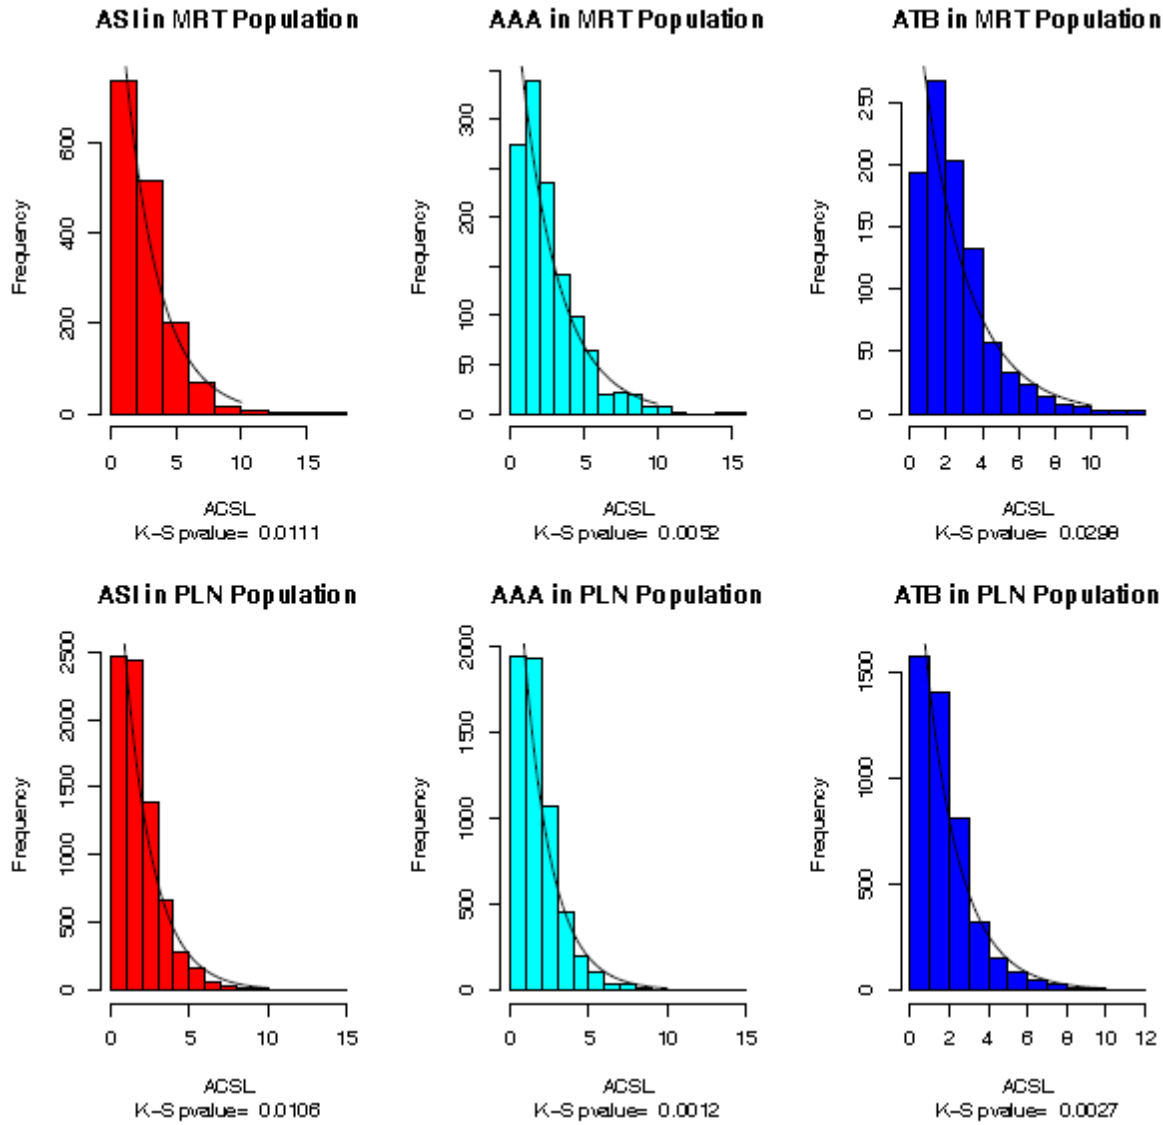 ASI in MRT Population
AAA in MRT Population
ATB in MRT Population
Frequency
0 200 400 600
0 5 10 15
ACSL
K-S pvalue= 0.0111
Frequency
0 50 100 200 300
0 5 10 15
ACSL
K-S pvalue= 0.0052
Frequency
0 50 100 150 200 250
0 2 4 6 8 10
ACSL
K-S pvalue= 0.0298
ASI in PLN Population
AAA in PLN Population
ATB in PLN Population
Frequency
0 500 1000 1500 2000 2500
0 5 10 15
ACSL
K-S pvalue= 0.0106
Frequency
0 500 1000 1500 2000
0 5 10 15
ACSL
K-S pvalue= 0.0012
Frequency
0 500 1000 1500
0 2 4 6 8 10 12
ACSL
K-S pvalue= 0.0027